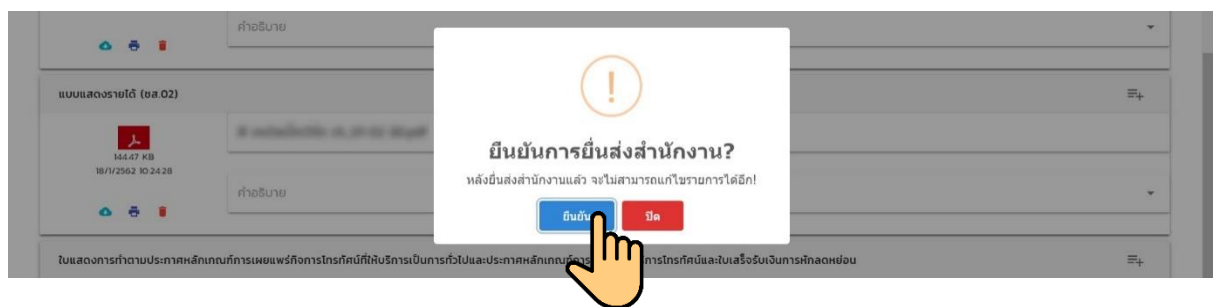 คำอธิบาย
แบบแสดงรายได้ (ชส.02)
144.47 KB
18/1/2562 10:24:28
คำอธิบาย
ยืนยันการยื่นส่งสำนักงาน?
หลังยื่นส่งสำนักงานแล้ว จะไม่สามารถแก้ไขรายการได้อีก!
ยืนยัน
ปิด
ใบแสดงการทำตามประกาศหลักเกณฑ์การเผยแพร่กิจการโทรทัศน์ที่ให้บริการเป็นการทั่วไปและประกาศหลักเกณฑ์ การโทรทัศน์และใบเสร็จรับเงินการหักลดหย่อน